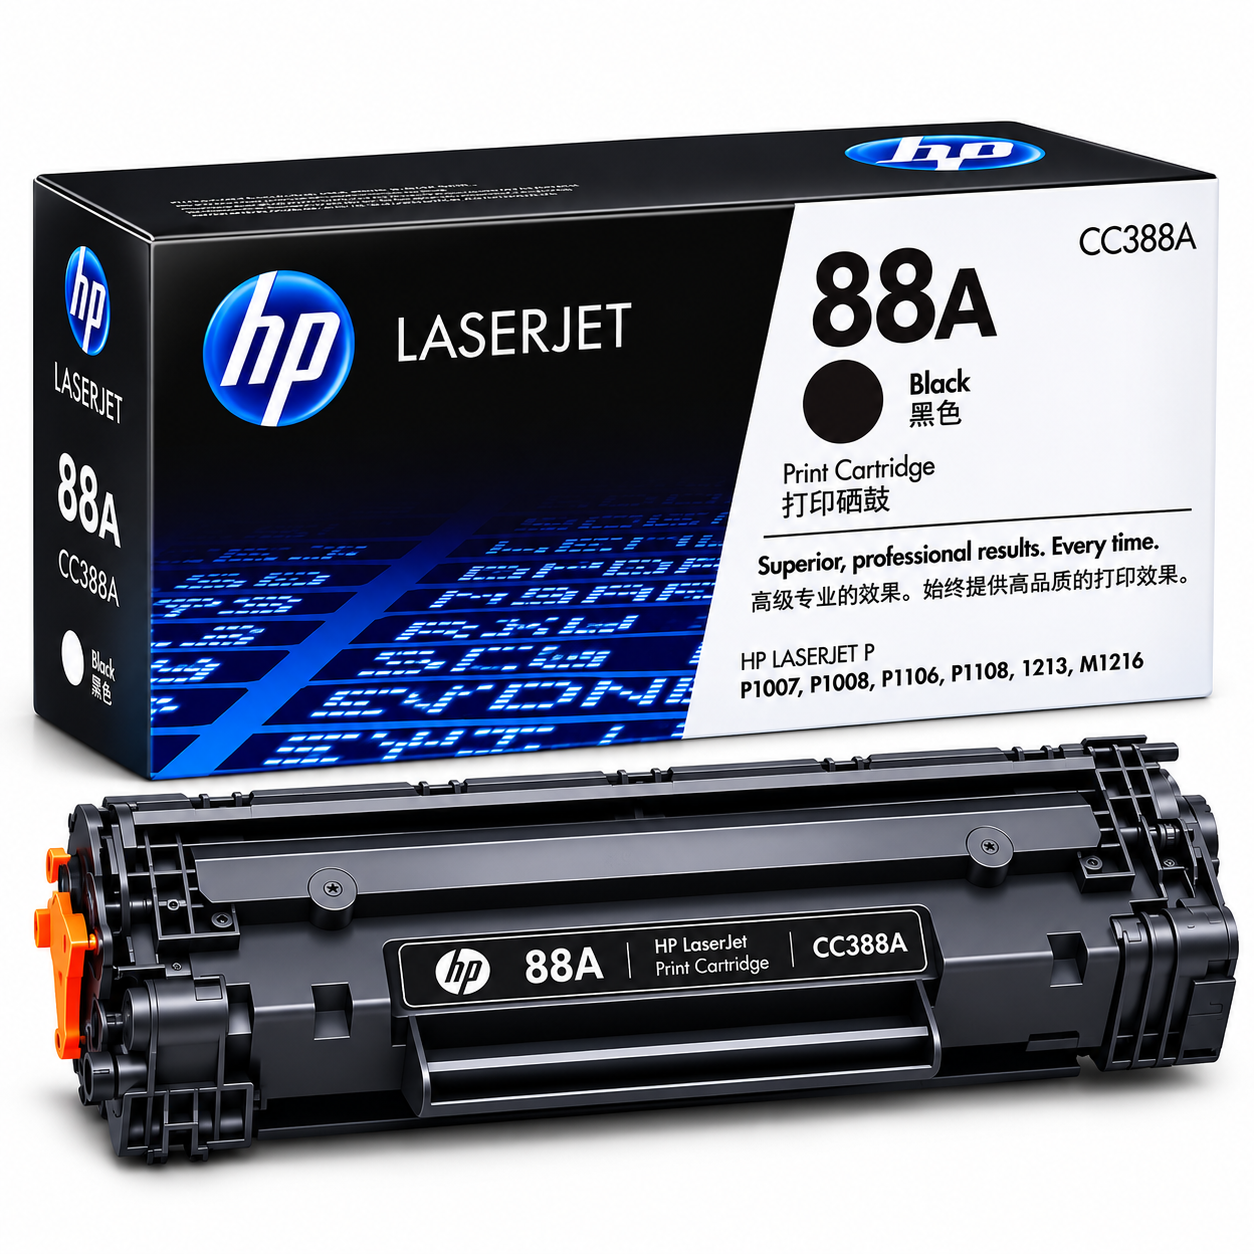 hp
hp
LASERJET
88A
CC388A
Black
黑色
hp
LASERJET
CC388A
88A
Black
黑色
Print Cartridge
打印硒鼓
Superior, professional results. Every time.
高级专业的效果。始终提供高品质的打印效果。
HP LASERJET P
P1007, P1008, P1106, P1108, 1213, M1216
hp 88A HP LaserJet CC388A
Print Cartridge